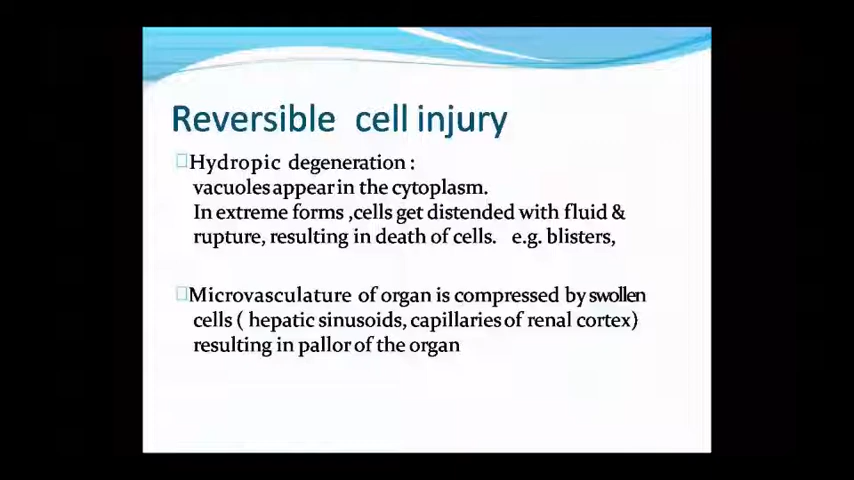 Reversible cell injury
Hydropic degeneration :
vacuoles appear in the cytoplasm.
In extreme forms ,cells get distended with fluid &
rupture, resulting in death of cells. e.g. blisters,
Microvasculature of organ is compressed by swollen
cells ( hepatic sinusoids, capillaries of renal cortex)
resulting in pallor of the organ